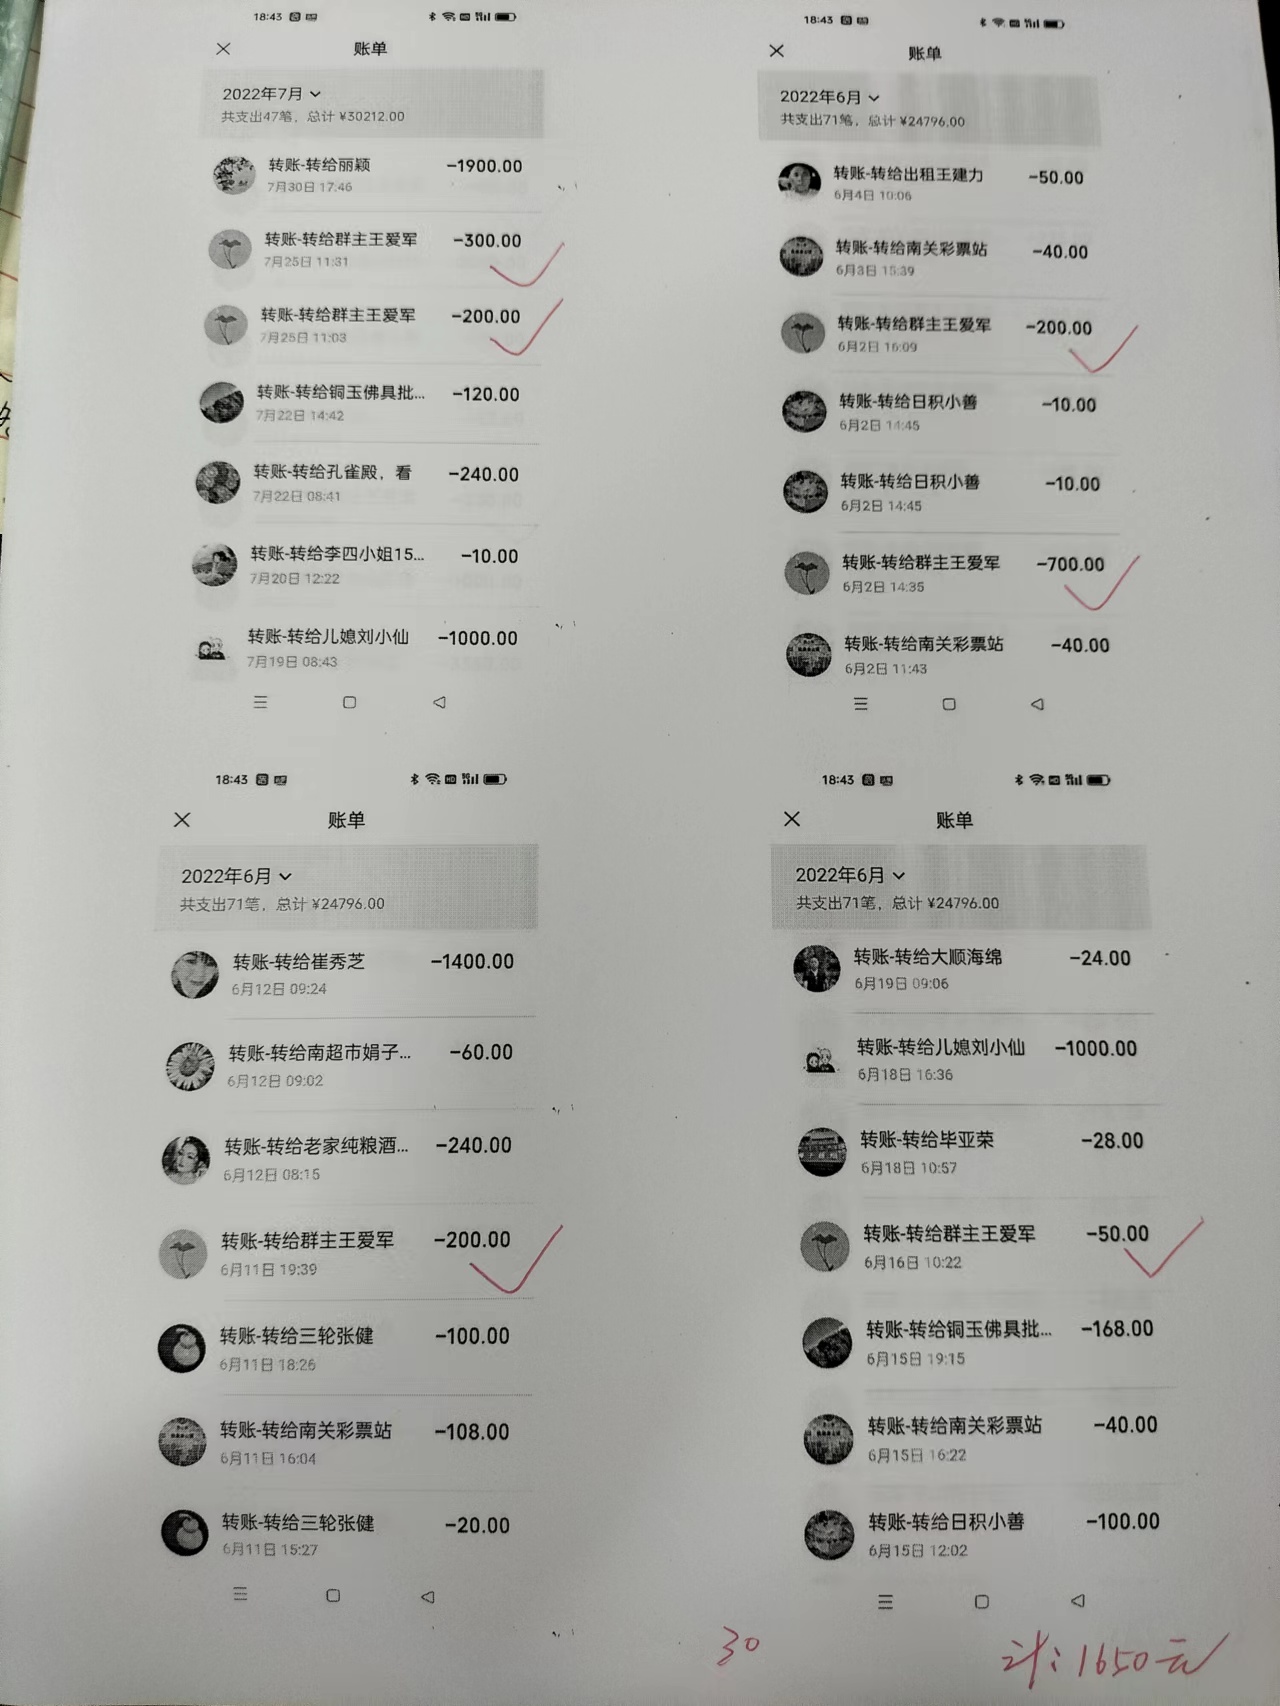 18:43
账单
2022年7月
共支出47笔，总计 ¥30212.00
转账-转给丽颖 -1900.00
7月30日 17:46
转账-转给群主王爱军 -300.00
7月25日 11:31
转账-转给群主王爱军 -200.00
7月25日 11:03
转账-转给铜玉佛具批... -120.00
7月22日 14:42
转账-转给孔雀殿，看 -240.00
7月22日 08:41
转账-转给李四小姐15... -10.00
7月20日 12:22
转账-转给儿媳刘小仙 -1000.00
7月19日 08:43
18:43
账单
2022年6月
共支出71笔，总计 ¥24796.00
转账-转给出租王建力 -50.00
6月4日 10:06
转账-转给南关彩票站 -40.00
6月3日 15:39
转账-转给群主王爱军 -200.00
6月2日 16:09
转账-转给日积小善 -10.00
6月2日 14:45
转账-转给日积小善 -10.00
6月2日 14:45
转账-转给群主王爱军 -700.00
6月2日 14:35
转账-转给南关彩票站 -40.00
6月2日 11:43
18:43
账单
2022年6月
共支出71笔，总计 ¥24796.00
转账-转给崔秀芝 -1400.00
6月12日 09:24
转账-转给南超市娟子... -60.00
6月12日 09:02
转账-转给老家纯粮酒... -240.00
6月12日 08:15
转账-转给群主王爱军 -200.00
6月11日 19:39
转账-转给三轮张健 -100.00
6月11日 18:26
转账-转给南关彩票站 -108.00
6月11日 16:04
转账-转给三轮张健 -20.00
6月11日 15:27
18:43
账单
2022年6月
共支出71笔，总计 ¥24796.00
转账-转给大顺海绵 -24.00
6月19日 09:06
转账-转给儿媳刘小仙 -1000.00
6月18日 16:36
转账-转给毕亚荣 -28.00
6月18日 10:57
转账-转给群主王爱军 -50.00
6月16日 10:22
转账-转给铜玉佛具批... -168.00
6月15日 19:15
转账-转给南关彩票站 -40.00
6月15日 16:22
转账-转给日积小善 -100.00
6月15日 12:02
30
计：1650元